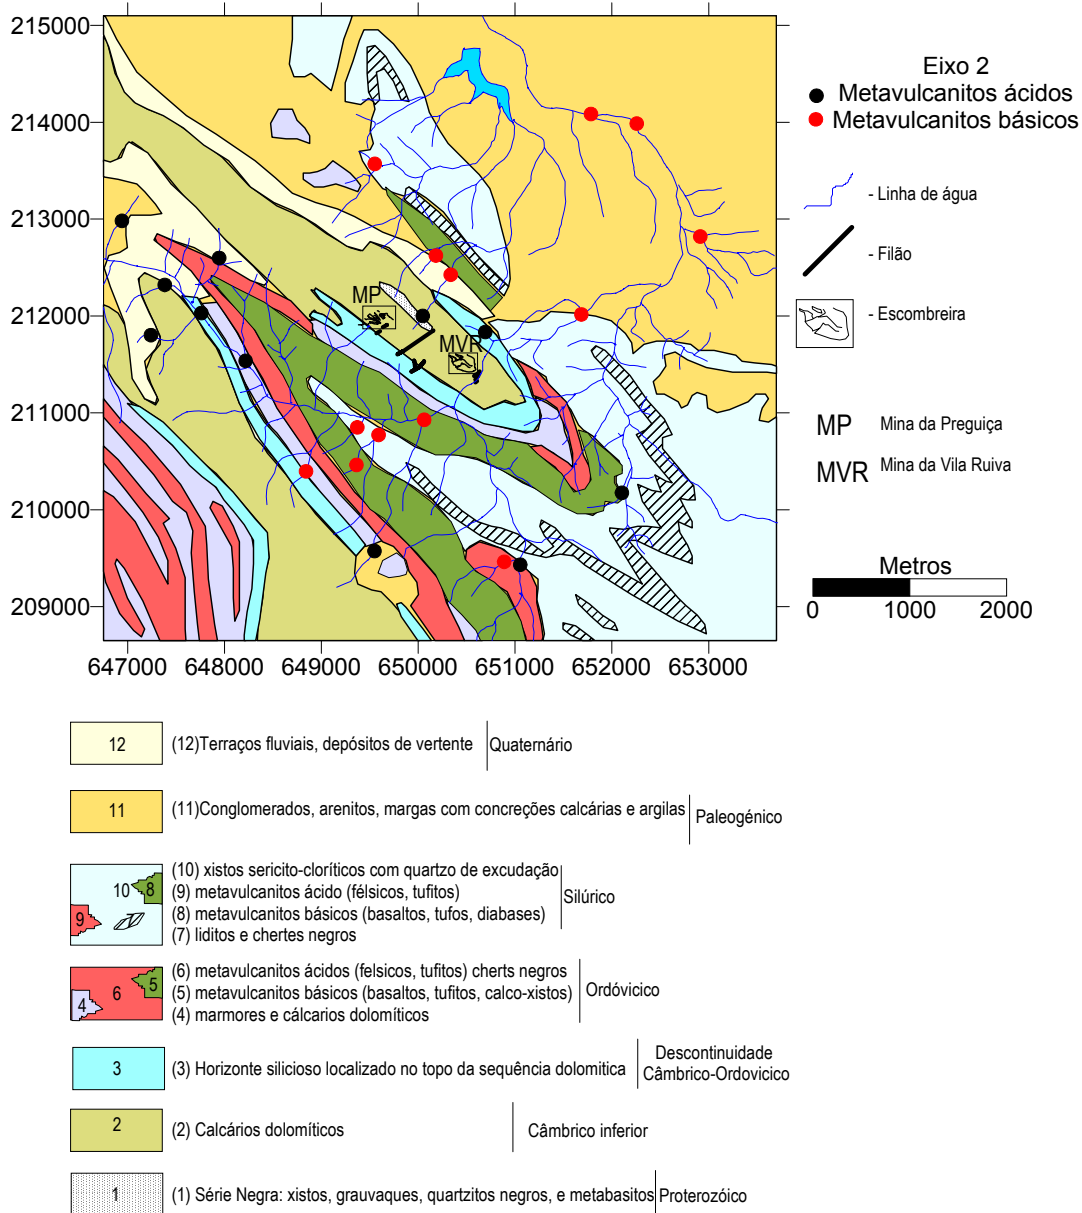 215000
214000
213000
212000
211000
210000
209000
647000 648000 649000 650000 651000 652000 653000
MP
MVR
Eixo 2
Metavulcanitos ácidos
Metavulcanitos básicos
- Linha de água
- Filão
- Escombreira
MP Mina da Preguiça
MVR Mina da Vila Ruiva
Metros
0 1000 2000
12 (12)Terraços fluviais, depósitos de vertente Quaternário
11 (11)Conglomerados, arenitos, margas com concreções calcárias e argilas Paleogénico
10 8 9
(10) xistos sericito-cloríticos com quartzo de excudação
(9) metavulcanitos ácido (félsicos, tufitos)
(8) metavulcanitos básicos (basaltos, tufos, diabases)
(7) liditos e chertes negros
Silúrico
4 6 5
(6) metavulcanitos ácidos (felsicos, tufitos) cherts negros
(5) metavulcanitos básicos (basaltos, tufitos, calco-xistos)
(4) marmores e cálcarios dolomíticos
Ordóvicico
3 (3) Horizonte silicioso localizado no topo da sequência dolomitica
Descontinuidade
Câmbrico-Ordovicico
2 (2) Calcários dolomíticos Câmbrico inferior
1 (1) Série Negra: xistos, grauvaques, quartzitos negros, e metabasitos Proterozóico